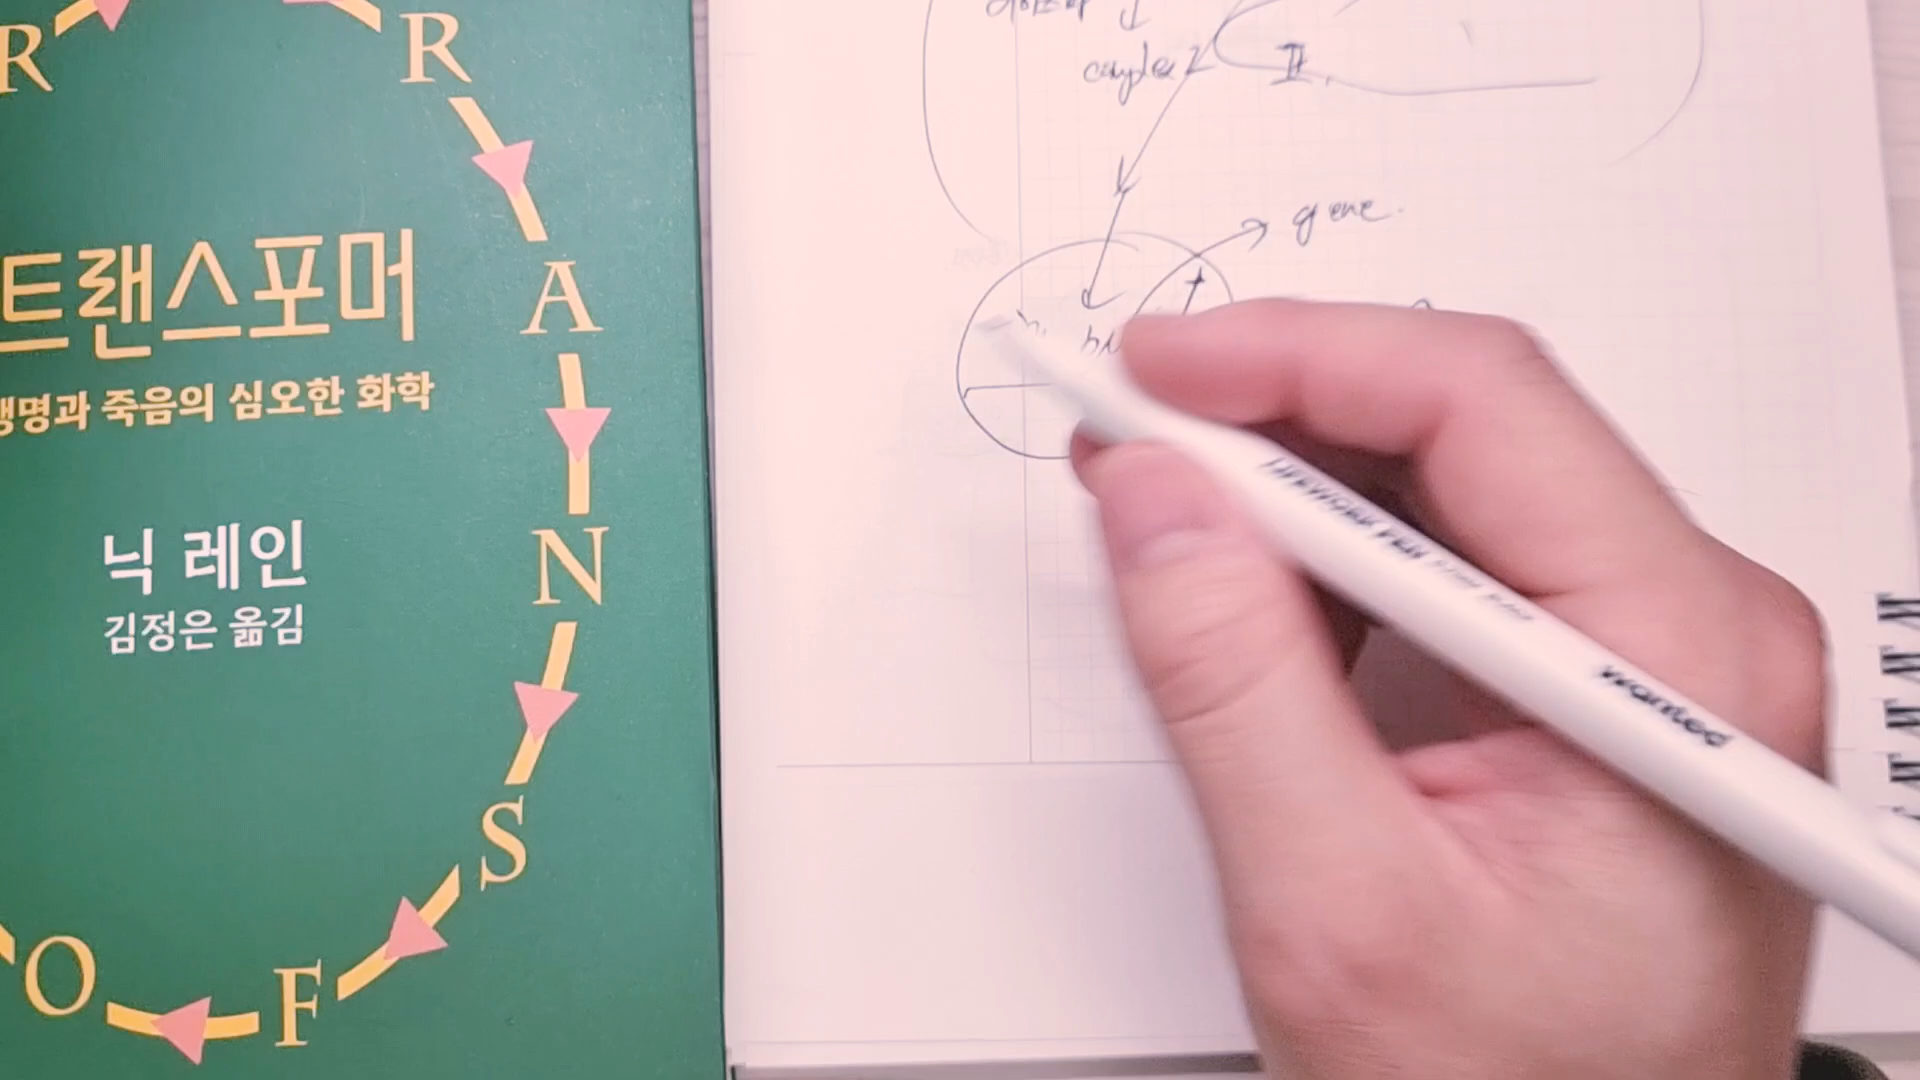 R
R
A
N
S
F
O
트랜스포머
생명과 죽음의 심오한 화학
닉 레인
김정은 옮김
complex
II
gene.
wanted